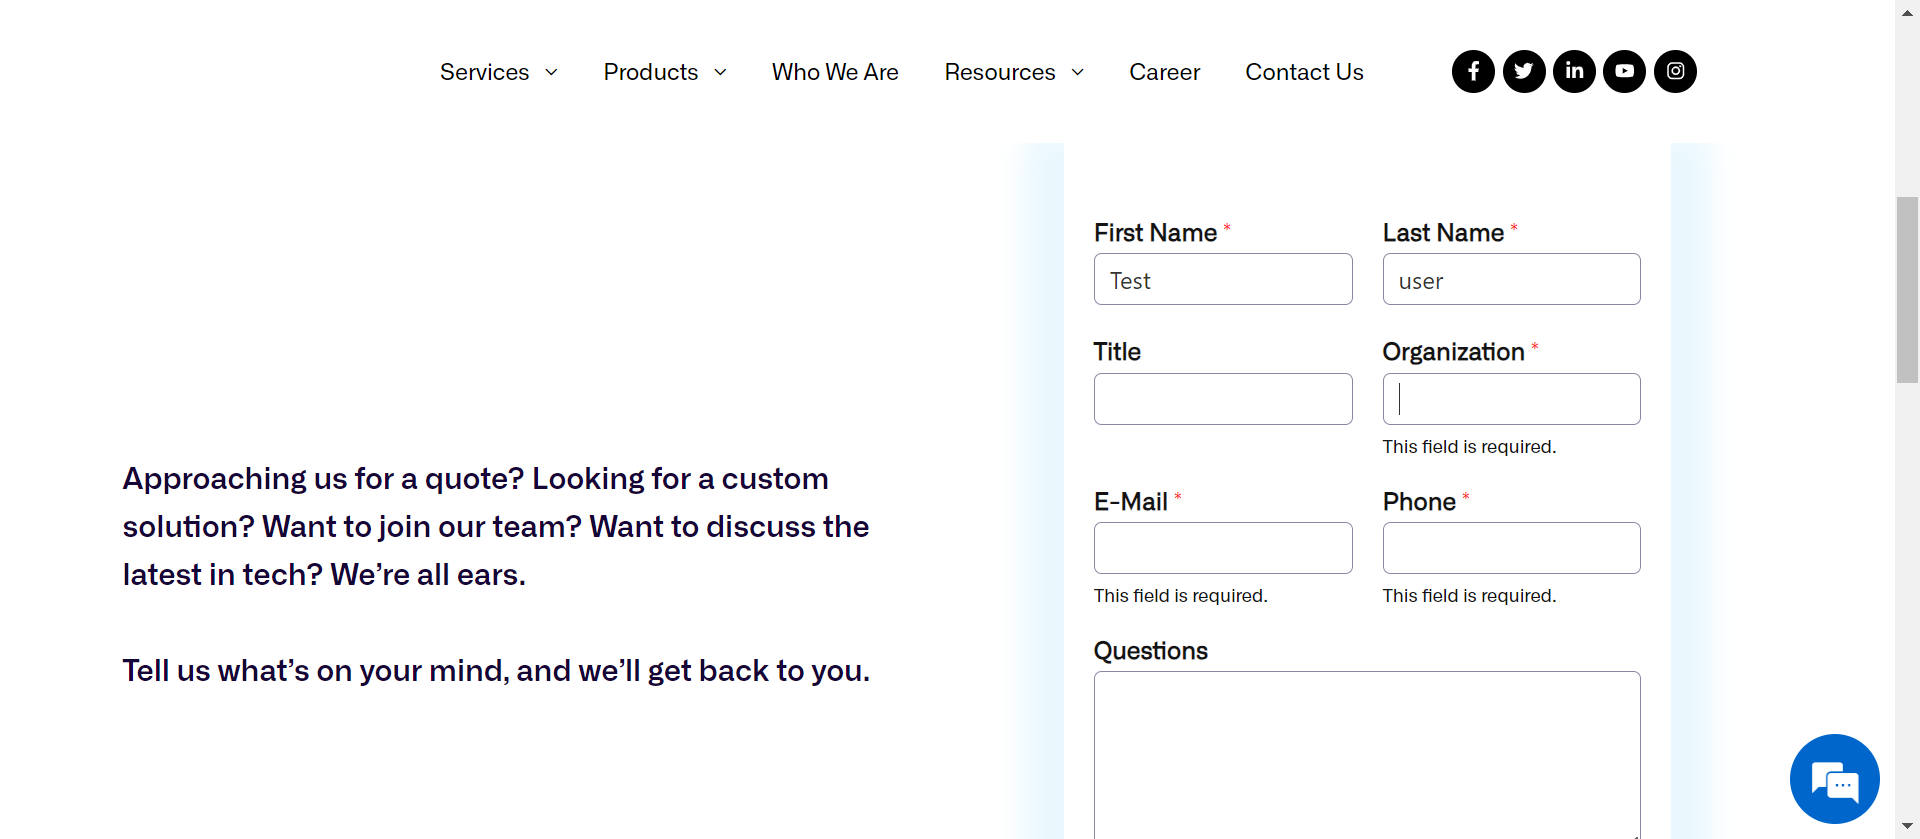 Services Products Who We Are Resources Career Contact Us
First Name * Last Name *
Test user
Title Organization *
This field is required.
E-Mail * Phone *
This field is required. This field is required.
Questions
Approaching us for a quote? Looking for a custom
solution? Want to join our team? Want to discuss the
latest in tech? We’re all ears.
Tell us what’s on your mind, and we’ll get back to you.